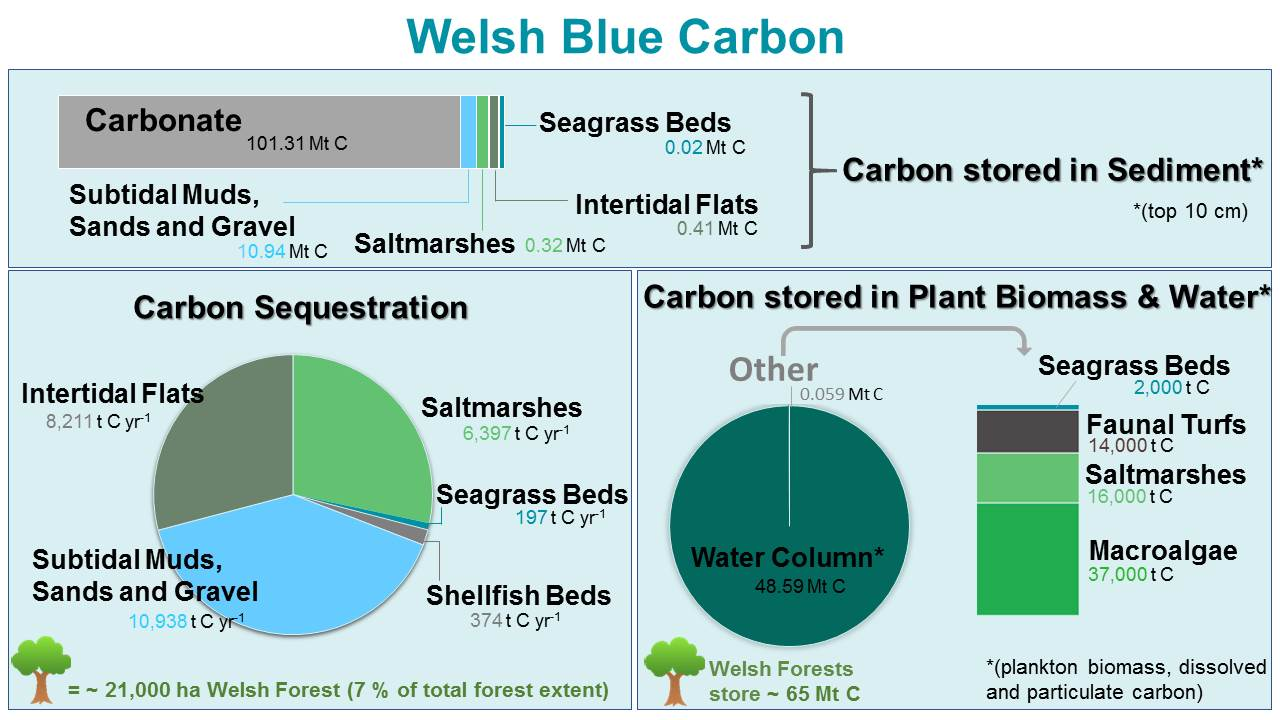 Welsh Blue Carbon
Carbonate
101.31 Mt C
Seagrass Beds
0.02 Mt C
Carbon stored in Sediment*
*(top 10 cm)
Subtidal Muds,
Sands and Gravel
10.94 Mt C
Intertidal Flats
0.41 Mt C
Saltmarshes 0.32 Mt C
Carbon Sequestration
Intertidal Flats
8,211 t C yr-1
Saltmarshes
6,397 t C yr-1
Seagrass Beds
197 t C yr-1
Subtidal Muds,
Sands and Gravel
10,938 t C yr-1
Shellfish Beds
374 t C yr-1
= ~ 21,000 ha Welsh Forest (7 % of total forest extent)
Carbon stored in Plant Biomass & Water*
Other
0.059 Mt C
Water Column*
48.59 Mt C
Seagrass Beds
2,000 t C
Faunal Turfs
14,000 t C
Saltmarshes
16,000 t C
Macroalgae
37,000 t C
Welsh Forests
store ~ 65 Mt C
*(plankton biomass, dissolved
and particulate carbon)